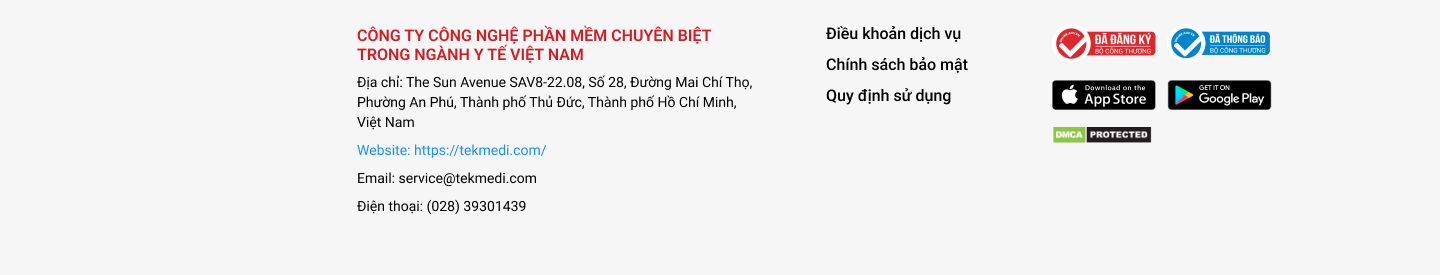 CÔNG TY CÔNG NGHỆ PHẦN MỀM CHUYÊN BIỆT
TRONG NGÀNH Y TẾ VIỆT NAM
Địa chỉ: The Sun Avenue SAV8-22.08, Số 28, Đường Mai Chí Thọ,
Phường An Phú, Thành phố Thủ Đức, Thành phố Hồ Chí Minh,
Việt Nam
Website: https://tekmedi.com/
Email: service@tekmedi.com
Điện thoại: (028) 39301439
Điều khoản dịch vụ
Chính sách bảo mật
Quy định sử dụng
ĐÃ ĐĂNG KÝ
BỘ CÔNG THƯƠNG
ĐÃ THÔNG BÁO
BỘ CÔNG THƯƠNG
Download on the
App Store
GET IT ON
Google Play
DMCA PROTECTED